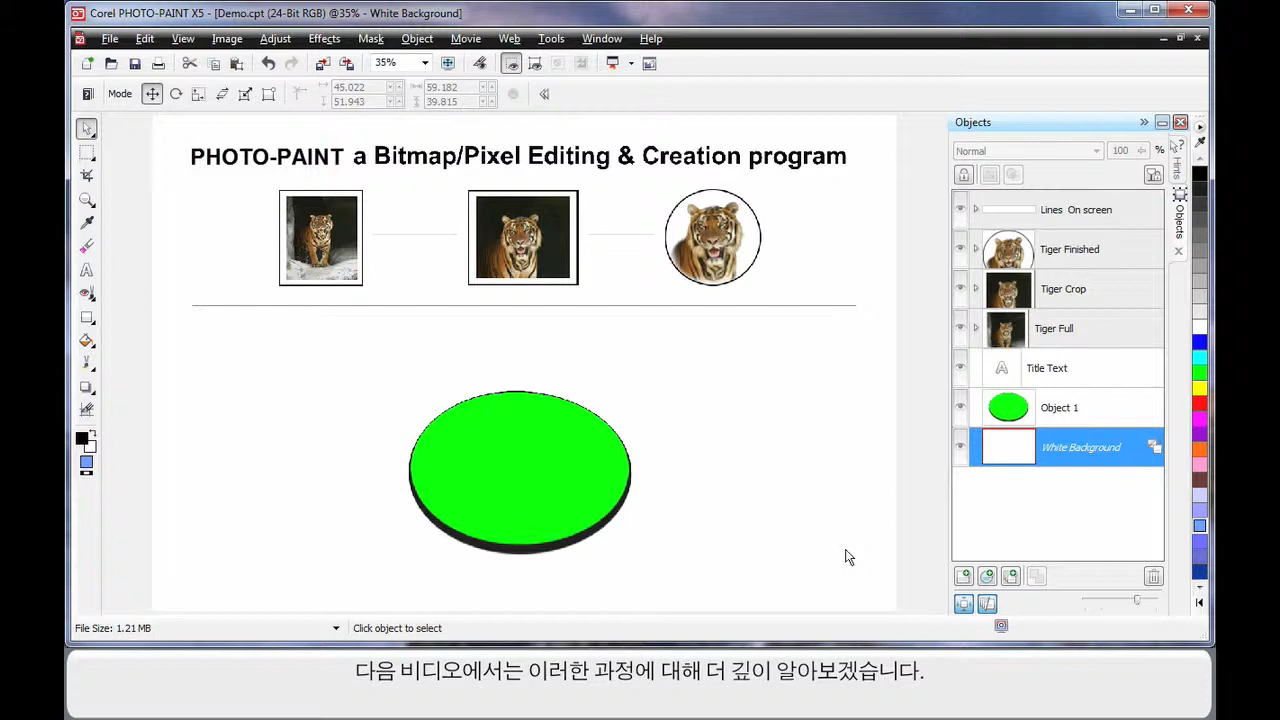 Corel PHOTO-PAINT X5 - [Demo.cpt (24-Bit RGB) @35% - White Background]
File Edit View Image Adjust Effects Mask Object Movie Web Tools Window Help
35%
Mode 45.022 51.943 59.182 39.815
PHOTO-PAINT a Bitmap/Pixel Editing & Creation program
Objects
Normal 100 %
Lines On screen
Tiger Finished
Tiger Crop
Tiger Full
A Title Text
Object 1
White Background
Hints
Objects
File Size: 1.21 MB Click object to select
다음 비디오에서는 이러한 과정에 대해 더 깊이 알아보겠습니다.